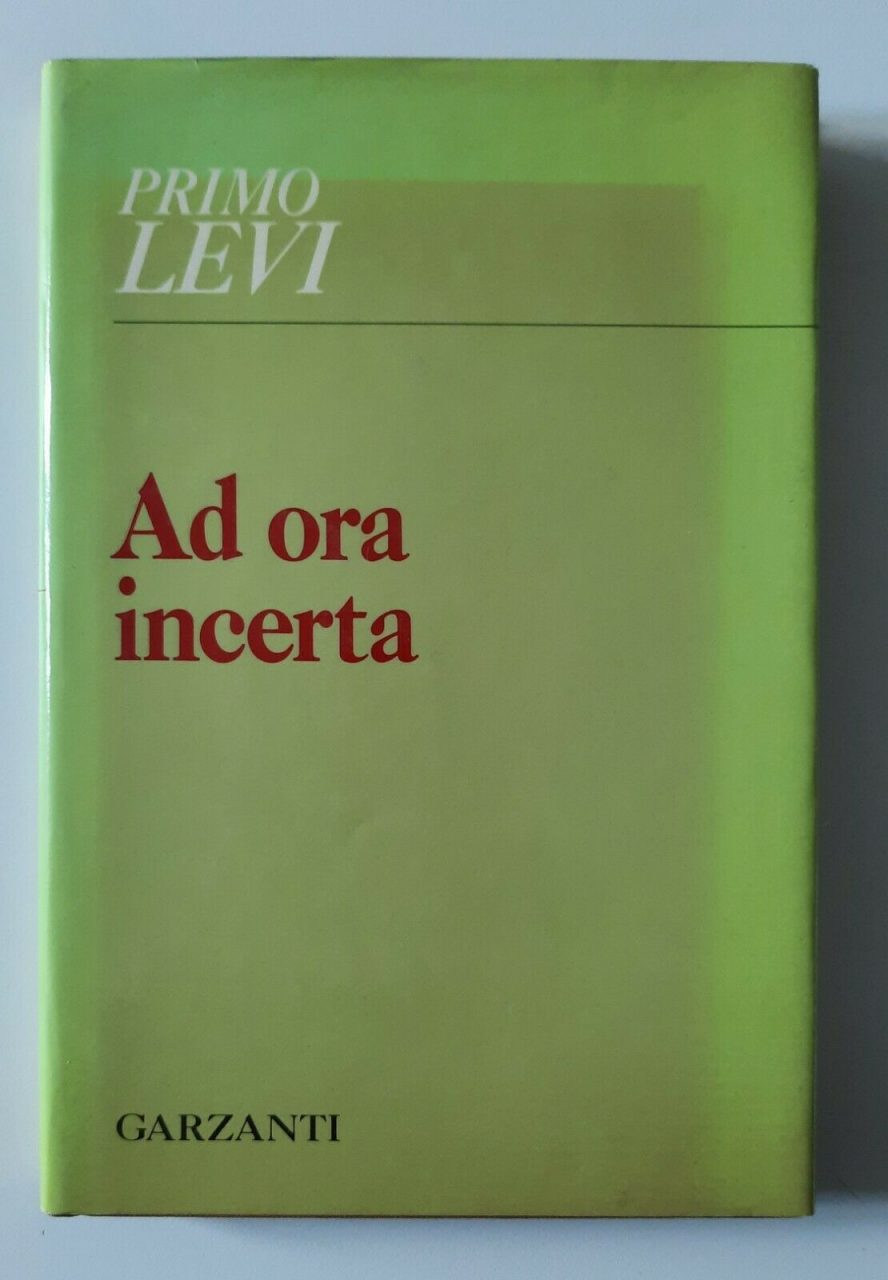 PRIMO
LEVI
Ad ora
incerta
GARZANTI